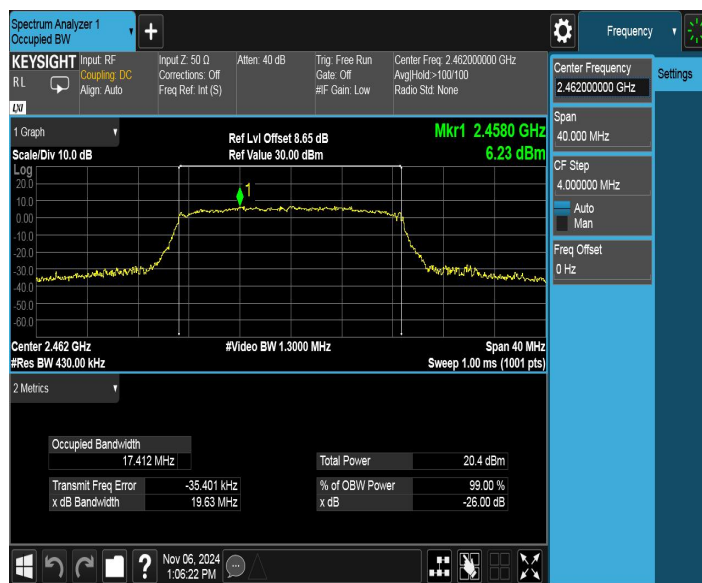 Spectrum Analyzer 1
Occupied BW
▼
+
Frequency
▼
KEYSIGHT
R L
LXI
Input: RF
Coupling: DC
Align: Auto
Input Z: 50 Ω
Corrections: Off
Freq Ref: Int (S)
Atten: 40 dB
Trig: Free Run
Gate: Off
#IF Gain: Low
Center Freq: 2.462000000 GHz
Avg|Hold:>100/100
Radio Std: None
Center Frequency
2.462000000 GHz
Settings
Span
40.000 MHz
CF Step
4.000000 MHz
Auto
Man
Freq Offset
0 Hz
1 Graph
▼
Scale/Div 10.0 dB
Ref Lvl Offset 8.65 dB
Ref Value 30.00 dBm
Mkr1 2.4580 GHz
6.23 dBm
Log
20.0
10.0
0.00
-10.0
-20.0
-30.0
-40.0
-50.0
-60.0
1
Center 2.462 GHz
#Res BW 430.00 kHz
#Video BW 1.3000 MHz
Span 40 MHz
Sweep 1.00 ms (1001 pts)
2 Metrics
▼
Occupied Bandwidth
17.412 MHz
Total Power 20.4 dBm
Transmit Freq Error -35.401 kHz
% of OBW Power 99.00 %
x dB Bandwidth 19.63 MHz
x dB -26.00 dB
?
Nov 06, 2024
1:06:22 PM